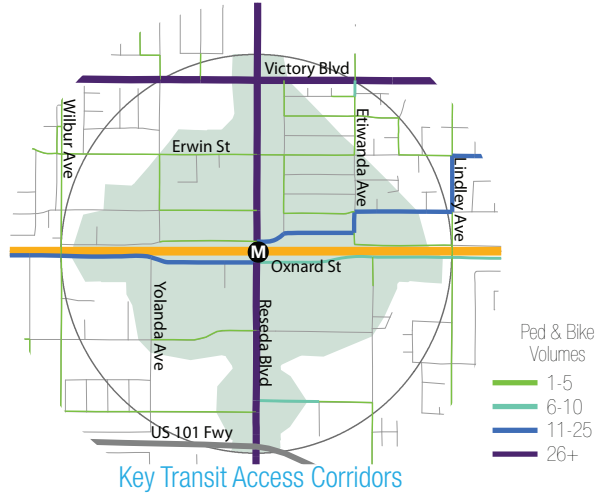 Victory Blvd
Wilbur Ave
Etiwanda Ave
Erwin St
Lindley Ave
M
Oxnard St
Yolanda Ave
Reseda Blvd
Ped & Bike
Volumes
1-5
6-10
11-25
26+
US 101 Fwy
Key Transit Access Corridors